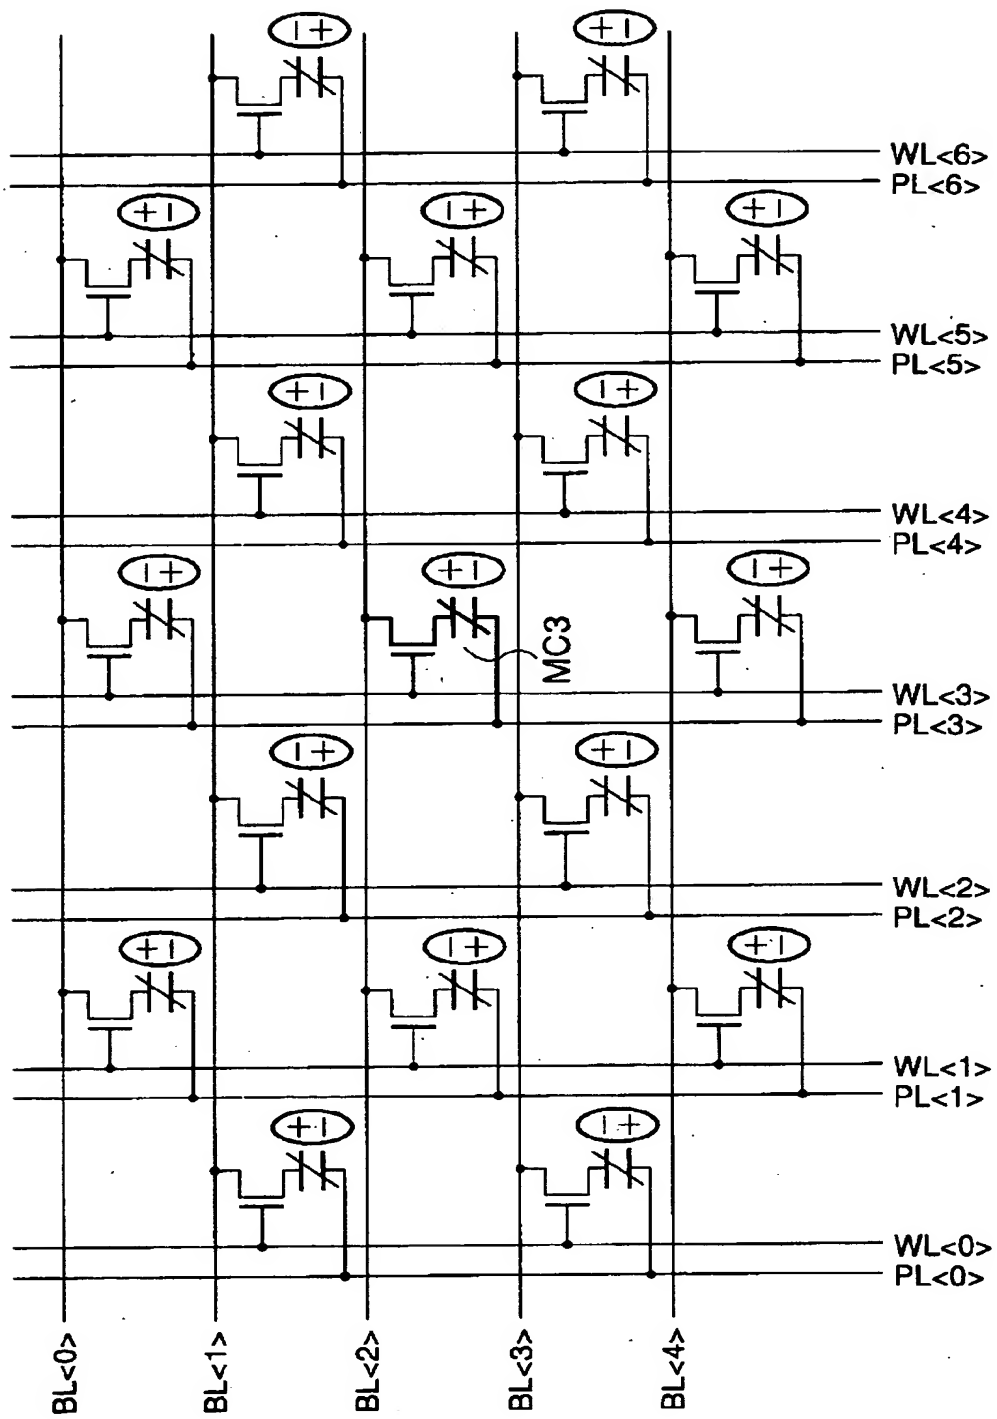 − + + −
WL<6>
PL<6>
+ − − + + −
WL<5>
PL<5>
+ − − +
WL<4>
PL<4>
− + + − − +
MC3
WL<3>
PL<3>
− + + −
WL<2>
PL<2>
+ − − + + −
WL<1>
PL<1>
+ − − +
WL<0>
PL<0>
BL<0>
BL<1>
BL<2>
BL<3>
BL<4>